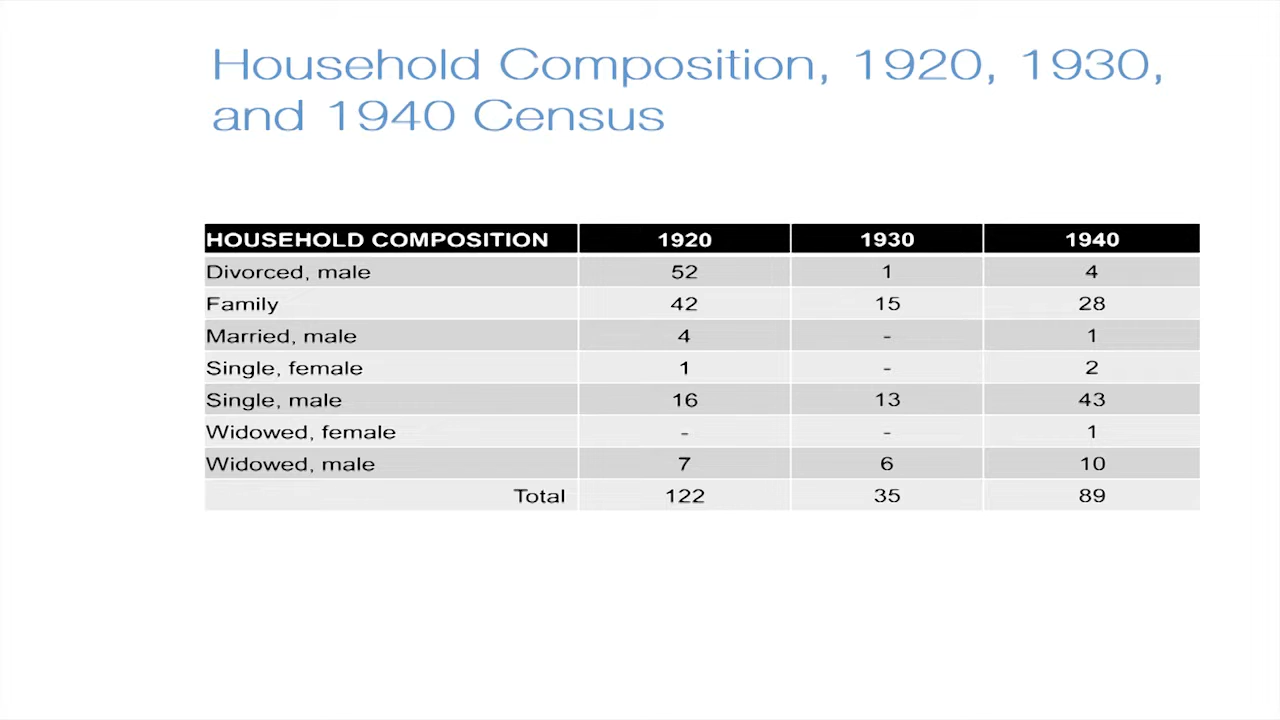 Household Composition, 1920, 1930,
and 1940 Census
HOUSEHOLD COMPOSITION 1920 1930 1940
Divorced, male 52 1 4
Family 42 15 28
Married, male 4 - 1
Single, female 1 - 2
Single, male 16 13 43
Widowed, female - - 1
Widowed, male 7 6 10
Total 122 35 89